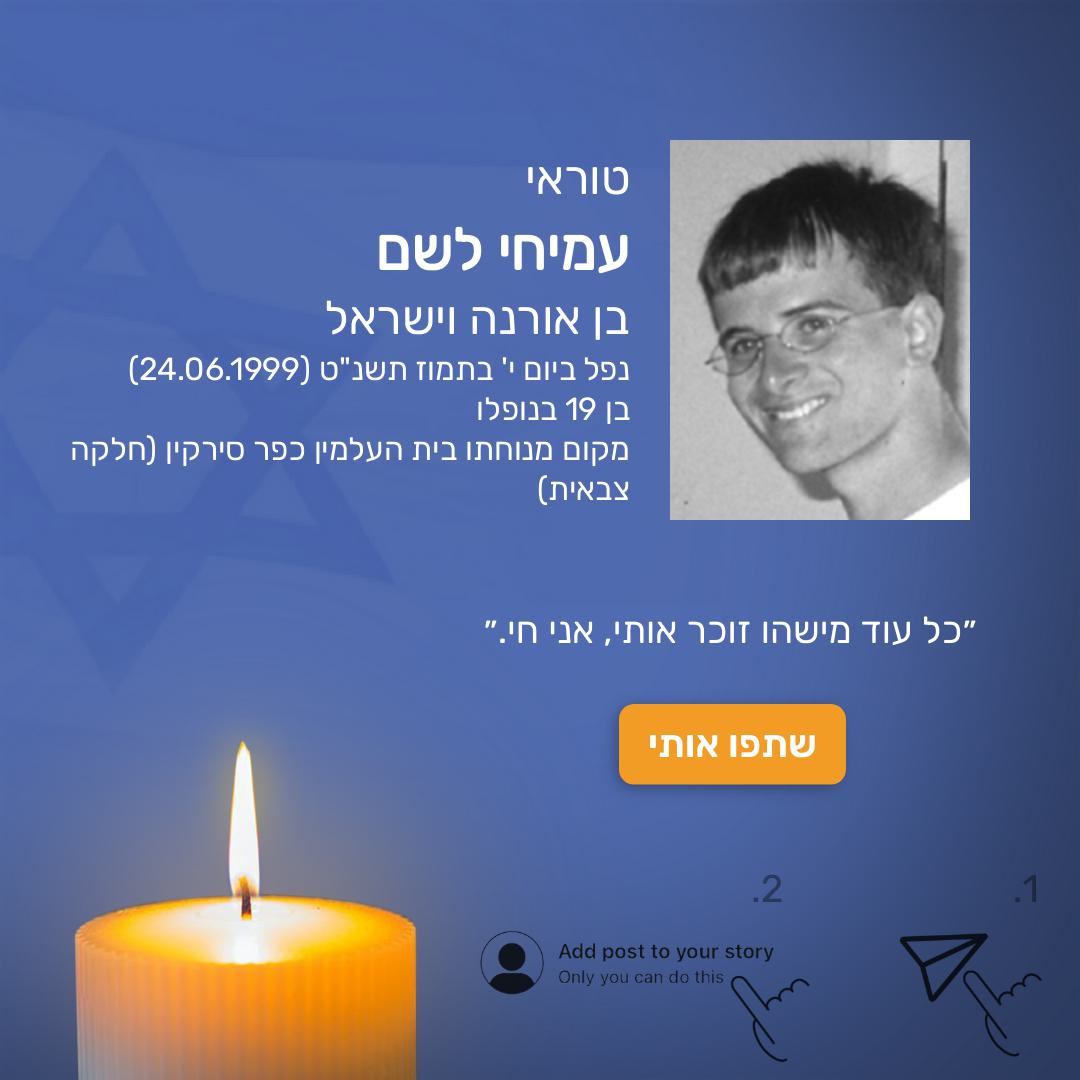 טוראי
עמיחי לשם
בן אורנה וישראל
נפל ביום י' בתמוז תשנ"ט (24.06.1999)
בן 19 בנופלו
מקום מנוחתו בית העלמין כפר סירקין (חלקה
צבאית)
״כל עוד מישהו זוכר אותי, אני חי.״
שתפו אותי
.1
.2
Add post to your story
Only you can do this